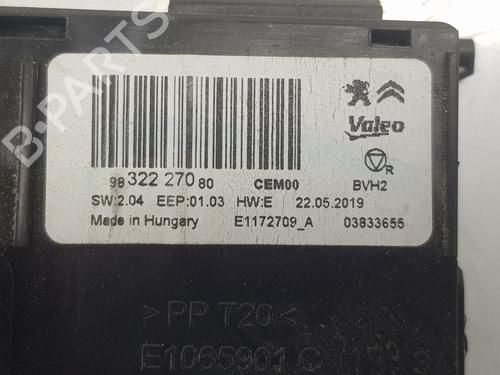 B-PARTS
Valeo
R
98 322 270 80 CEM00 BVH2
SW:2.04 EEP:01.03 HW:E 22.05.2019
Made in Hungary E1172709_A 03833655
>PP T20<
E1065901 C